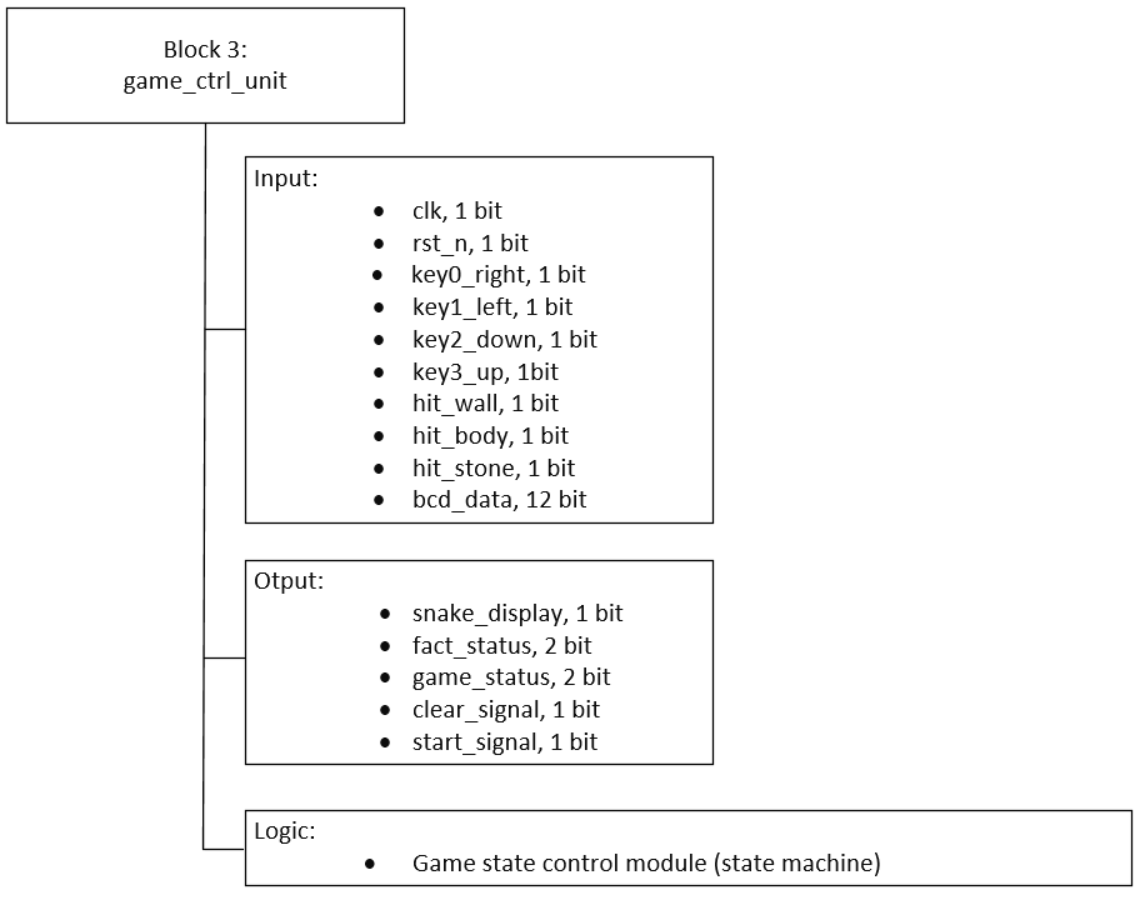 Block 3:
game_ctrl_unit
Input:
• clk, 1 bit
• rst_n, 1 bit
• key0_right, 1 bit
• key1_left, 1 bit
• key2_down, 1 bit
• key3_up, 1bit
• hit_wall, 1 bit
• hit_body, 1 bit
• hit_stone, 1 bit
• bcd_data, 12 bit
Otput:
• snake_display, 1 bit
• fact_status, 2 bit
• game_status, 2 bit
• clear_signal, 1 bit
• start_signal, 1 bit
Logic:
• Game state control module (state machine)